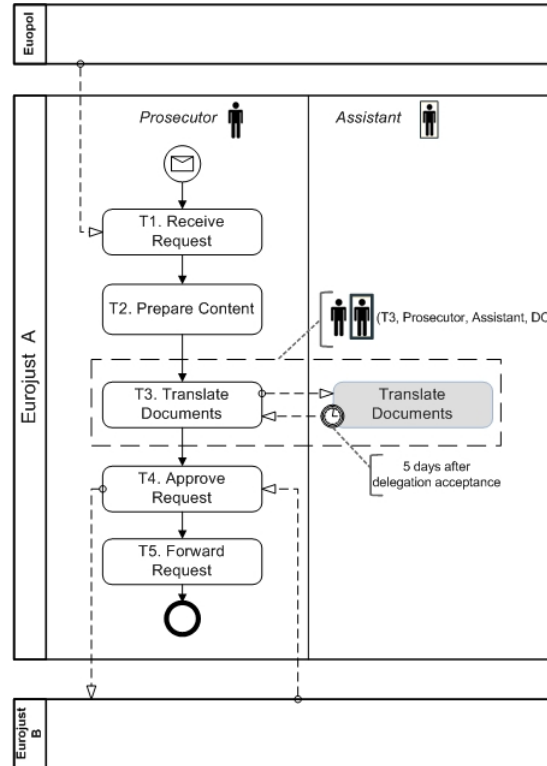 Euopol
Prosecutor
Assistant
T1. Receive
Request
T2. Prepare Content
(T3, Prosecutor, Assistant, DC
T3. Translate
Documents
Translate
Documents
5 days after
delegation acceptance
T4. Approve
Request
T5. Forward
Request
Eurojust A
Eurojust
B